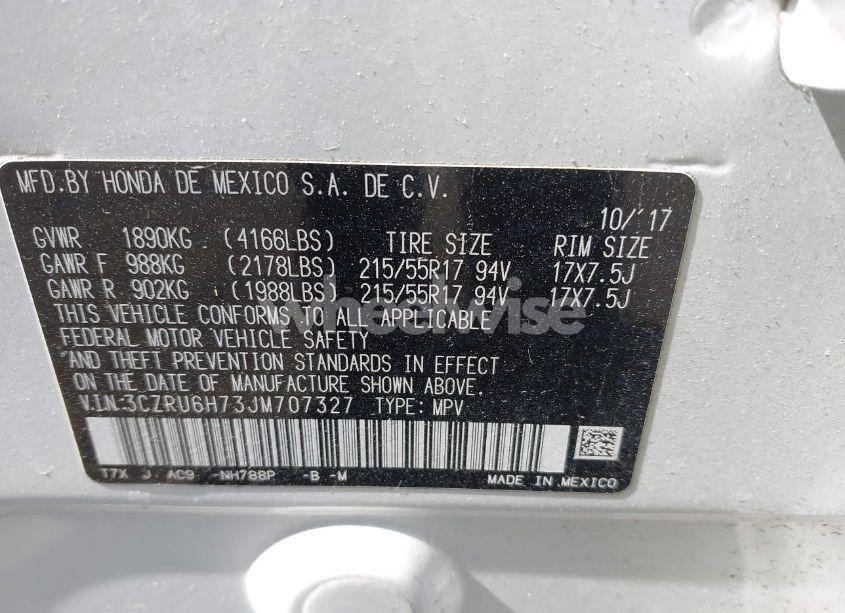 MFD.BY HONDA DE MEXICO S.A. DE C.V.
10/'17
GVWR 1890KG (4166LBS) TIRE SIZE RIM SIZE
GAWR F 988KG (2178LBS) 215/55R17 94V 17X7.5J
GAWR R 902KG (1988LBS) 215/55R17 94V 17X7.5J
wheelwise
THIS VEHICLE CONFORMS TO ALL APPLICABLE
FEDERAL MOTOR VEHICLE SAFETY
AND THEFT PREVENTION STANDARDS IN EFFECT
ON THE DATE OF MANUFACTURE SHOWN ABOVE.
V.I.N:3CZRU6H73JM707327 TYPE:MPV
T7X J AC9 -NH788P -B -M MADE IN MEXICO